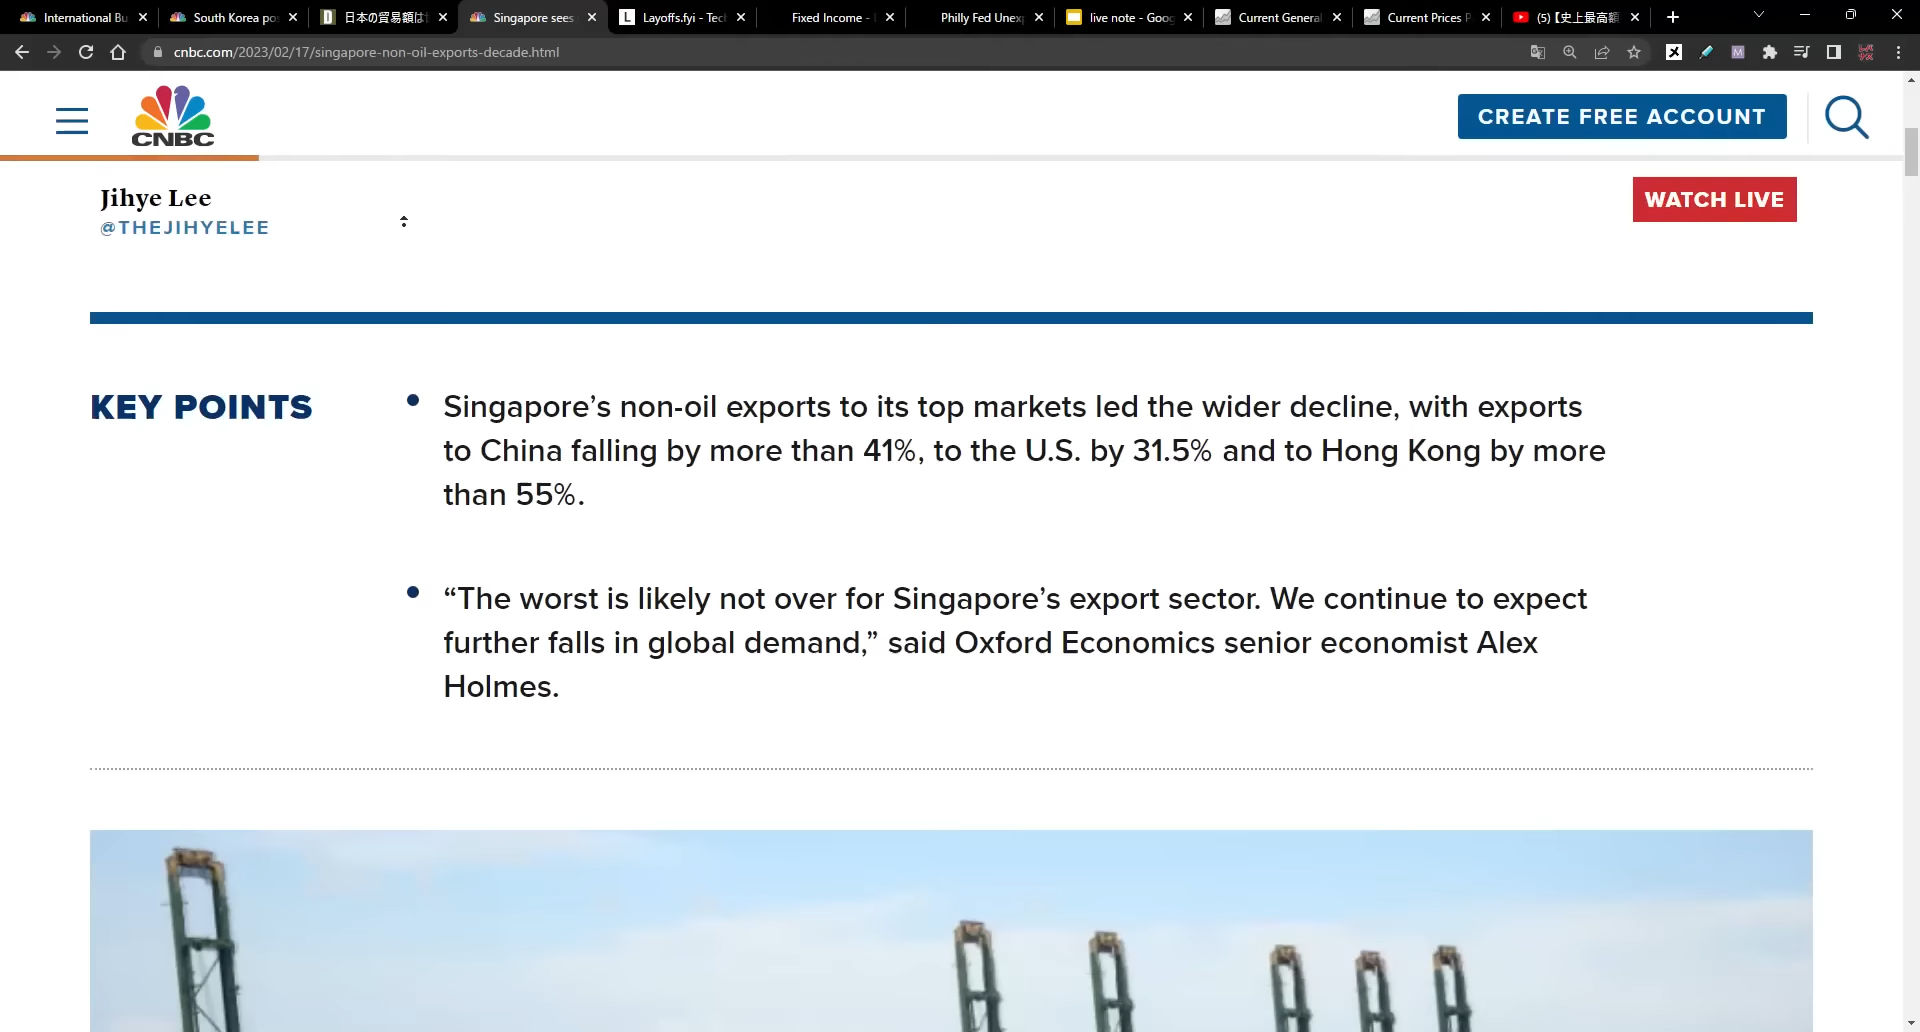 International Bu
South Korea po
日本の貿易額は
Singapore sees
Layoffs.fyi - Tec
Fixed Income -
Philly Fed Unex
live note - Goog
Current General
Current Prices P
(5)【史上最高額
cnbc.com/2023/02/17/singapore-non-oil-exports-decade.html
CNBC
CREATE FREE ACCOUNT
Jihye Lee
@THEJIHYELEE
WATCH LIVE
KEY POINTS
Singapore’s non-oil exports to its top markets led the wider decline, with exports
to China falling by more than 41%, to the U.S. by 31.5% and to Hong Kong by more
than 55%.
“The worst is likely not over for Singapore’s export sector. We continue to expect
further falls in global demand,” said Oxford Economics senior economist Alex
Holmes.